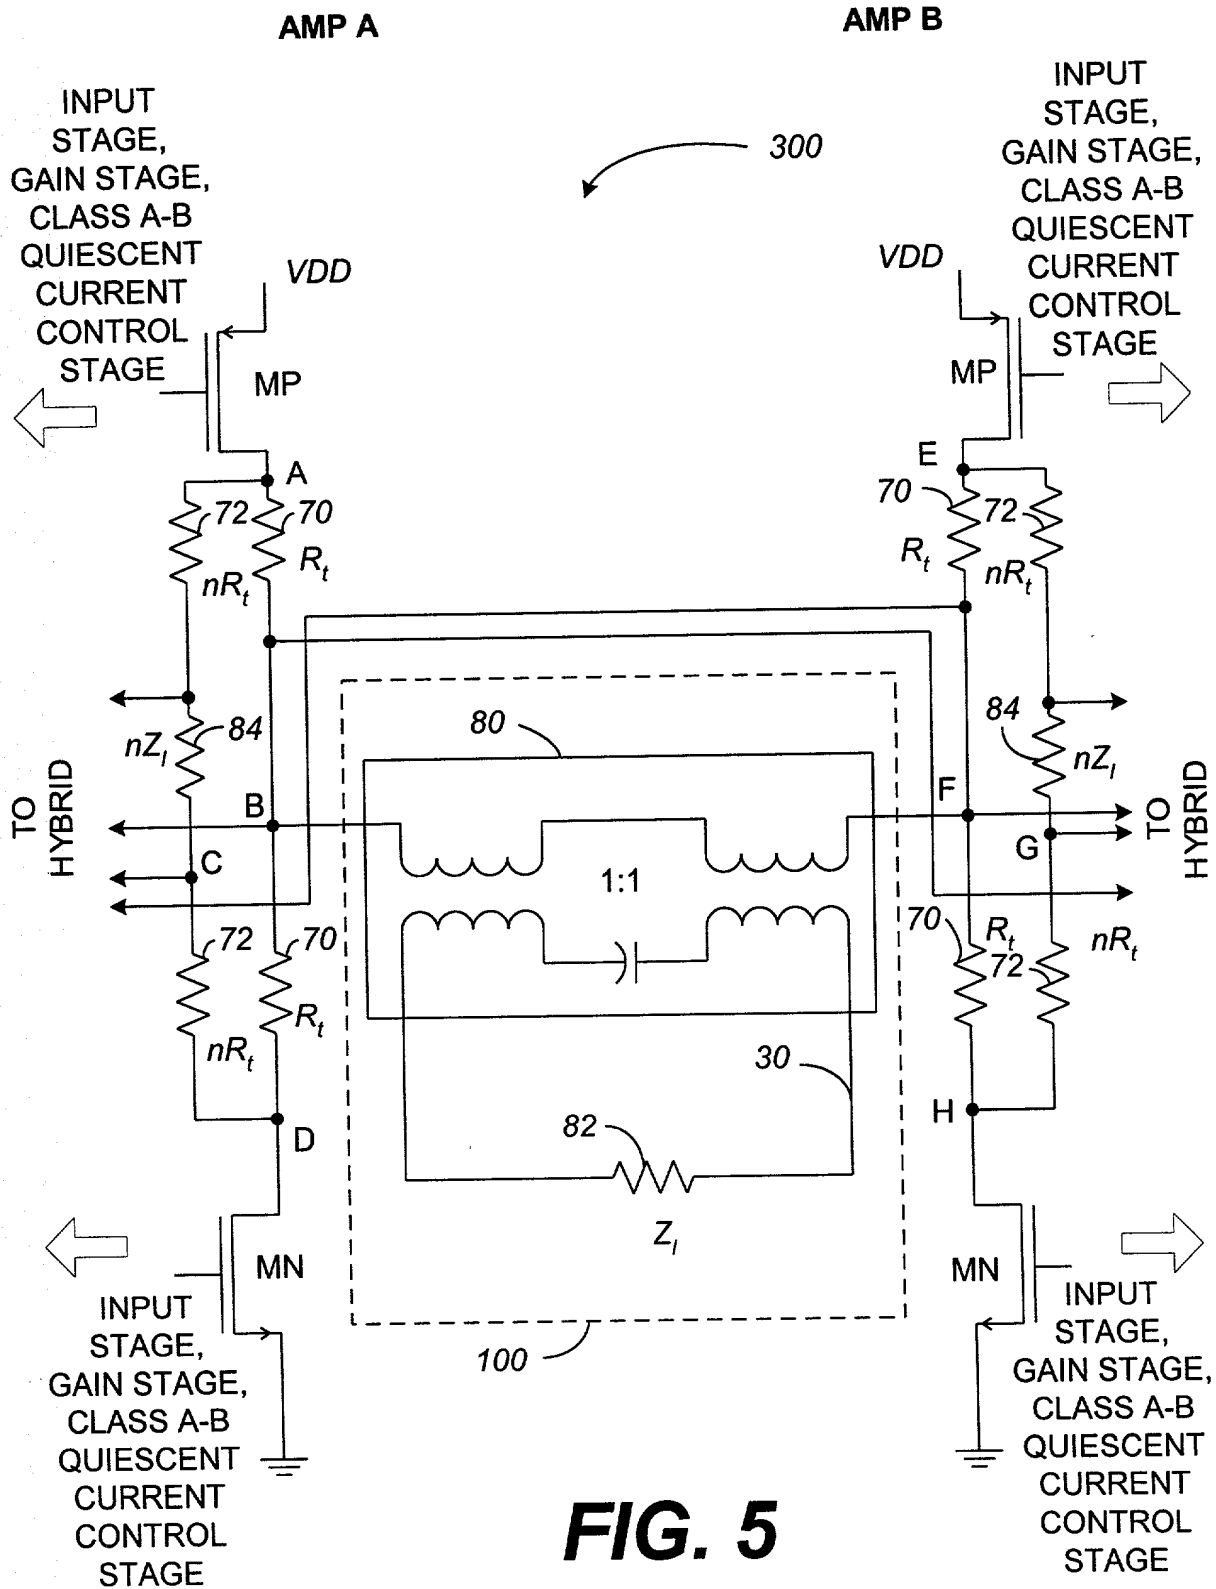 AMP A
AMP B
INPUT
STAGE,
GAIN STAGE,
CLASS A-B
QUIESCENT
CURRENT
CONTROL
STAGE
INPUT
STAGE,
GAIN STAGE,
CLASS A-B
QUIESCENT
CURRENT
CONTROL
STAGE
300
VDD
VDD
MP
MP
A
E
72
70
nRt
Rt
70
72
Rt
nRt
84
nZl
80
84
nZl
TO
HYBRID
B
C
F
G
TO
HYBRID
1:1
72
70
nRt
Rt
70
Rt
72
nRt
30
D
H
82
Zl
MN
MN
100
INPUT
STAGE,
GAIN STAGE,
CLASS A-B
QUIESCENT
CURRENT
CONTROL
STAGE
INPUT
STAGE,
GAIN STAGE,
CLASS A-B
QUIESCENT
CURRENT
CONTROL
STAGE
FIG. 5